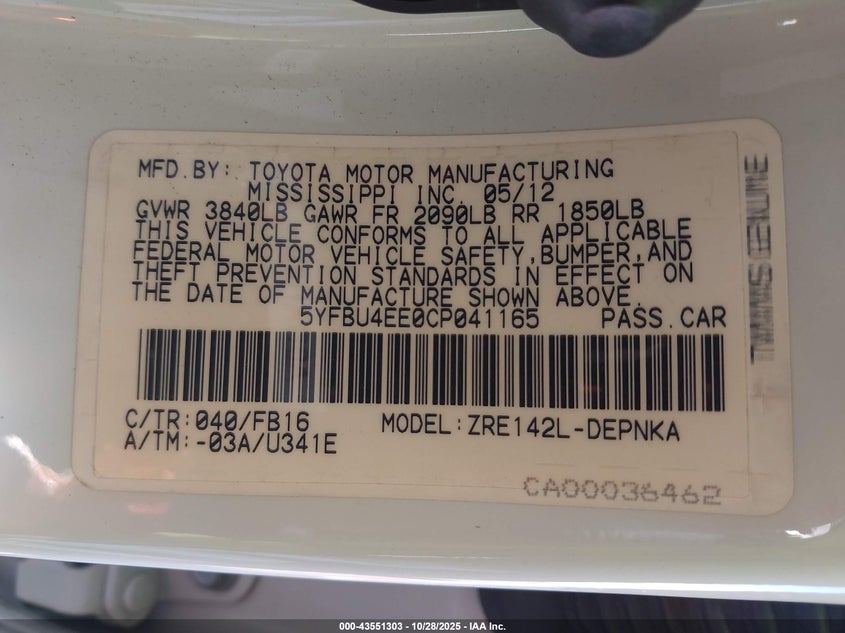 MFD.BY: TOYOTA MOTOR MANUFACTURING
MISSISSIPPI INC. 05/12
GVWR 3840LB GAWR FR 2090LB RR 1850LB
THIS VEHICLE CONFORMS TO ALL APPLICABLE
FEDERAL MOTOR VEHICLE SAFETY,BUMPER,AND
THEFT PREVENTION STANDARDS IN EFFECT ON
THE DATE OF MANUFACTURE SHOWN ABOVE.
5YFBU4EE0CP041165 PASS.CAR
C/TR:040/FB16 MODEL:ZRE142L-DEPNKA
A/TM:-03A/U341E
CA00036462
000-43551303 | 10/28/2025 - IAA Inc.